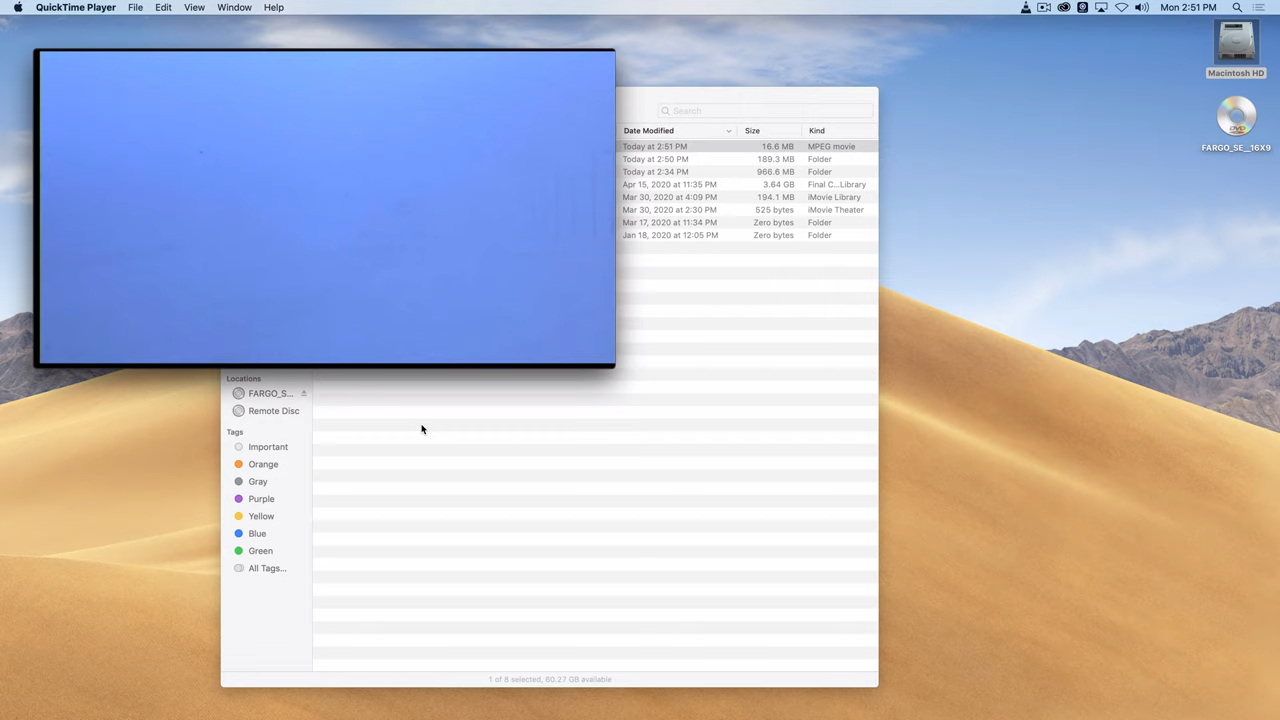 QuickTime Player File Edit View Window Help Mon 2:51 PM
Macintosh HD
DVD
FARGO_SE__16X9
Search
Date Modified Size Kind
Today at 2:51 PM 16.6 MB MPEG movie
Today at 2:50 PM 189.3 MB Folder
Today at 2:34 PM 966.6 MB Folder
Apr 15, 2020 at 11:35 PM 3.64 GB Final C...Library
Mar 30, 2020 at 4:09 PM 194.1 MB iMovie Library
Mar 30, 2020 at 2:30 PM 525 bytes iMovie Theater
Mar 17, 2020 at 11:34 PM Zero bytes Folder
Jan 18, 2020 at 12:05 PM Zero bytes Folder
Locations
FARGO_S...
Remote Disc
Tags
Important
Orange
Gray
Purple
Yellow
Blue
Green
All Tags...
1 of 8 selected, 60.27 GB available